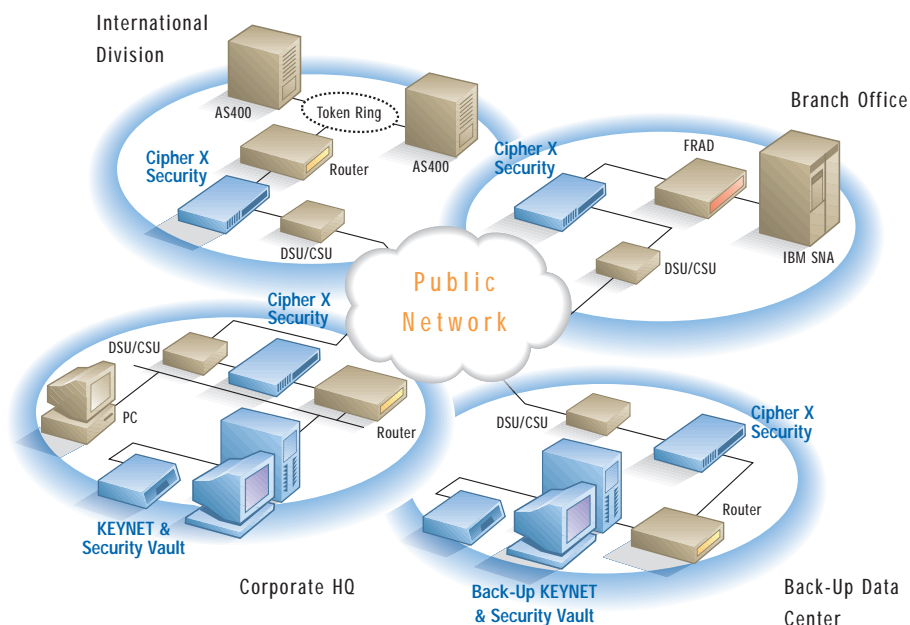 International
Division
AS400
Token Ring
AS400
Cipher X
Security
Router
DSU/CSU
Branch Office
Cipher X
Security
FRAD
DSU/CSU
IBM SNA
Public
Network
Cipher X
Security
DSU/CSU
PC
Router
KEYNET &
Security Vault
Corporate HQ
DSU/CSU
Cipher X
Security
Router
Back-Up KEYNET
& Security Vault
Back-Up Data
Center